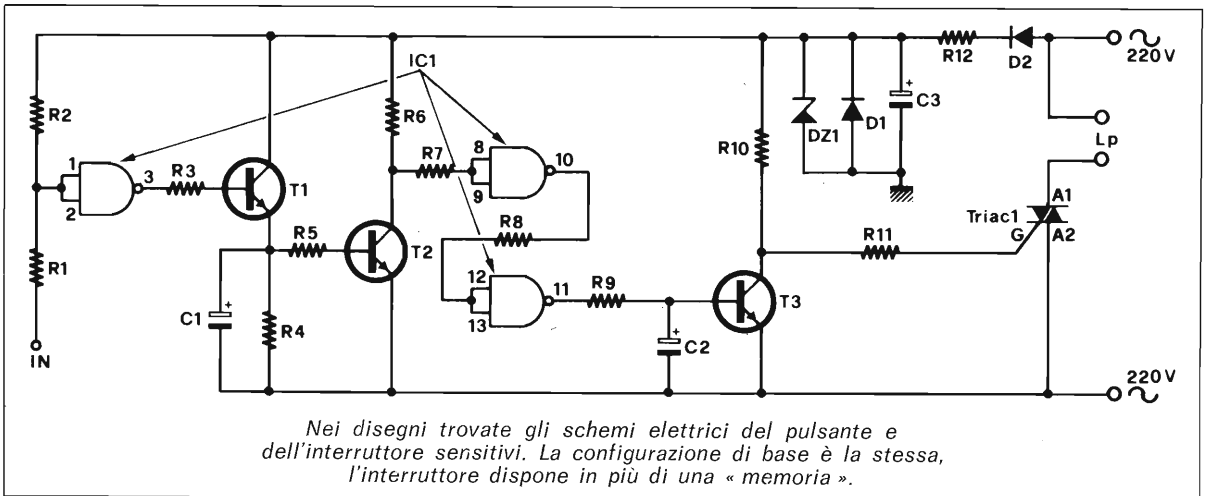 IC1
R12
D2
220V
R2
R6
C3
+
Lp
DZ1
D1
R10
R7
8
10
9
1
2
3
R3
T1
A1
Triac1
G
A2
R8
R11
R5
T2
R1
12
13
11
R9
T3
C1
+
R4
+
C2
IN
220V
Nei disegni trovate gli schemi elettrici del pulsante e
dell'interruttore sensitivi. La configurazione di base è la stessa,
l'interruttore dispone in più di una « memoria ».